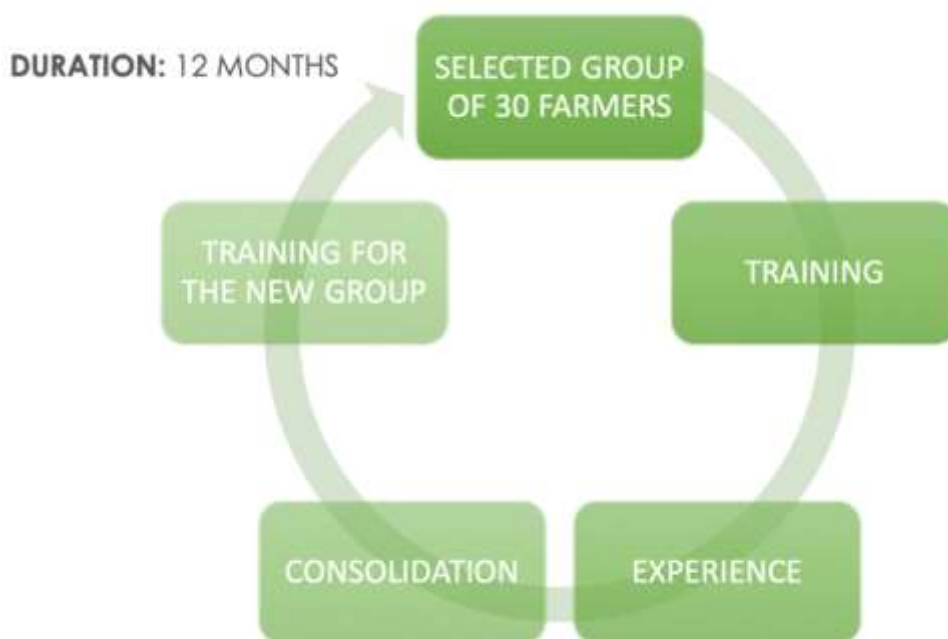 DURATION: 12 MONTHS
SELECTED GROUP
OF 30 FARMERS
TRAINING
EXPERIENCE
CONSOLIDATION
TRAINING FOR
THE NEW GROUP